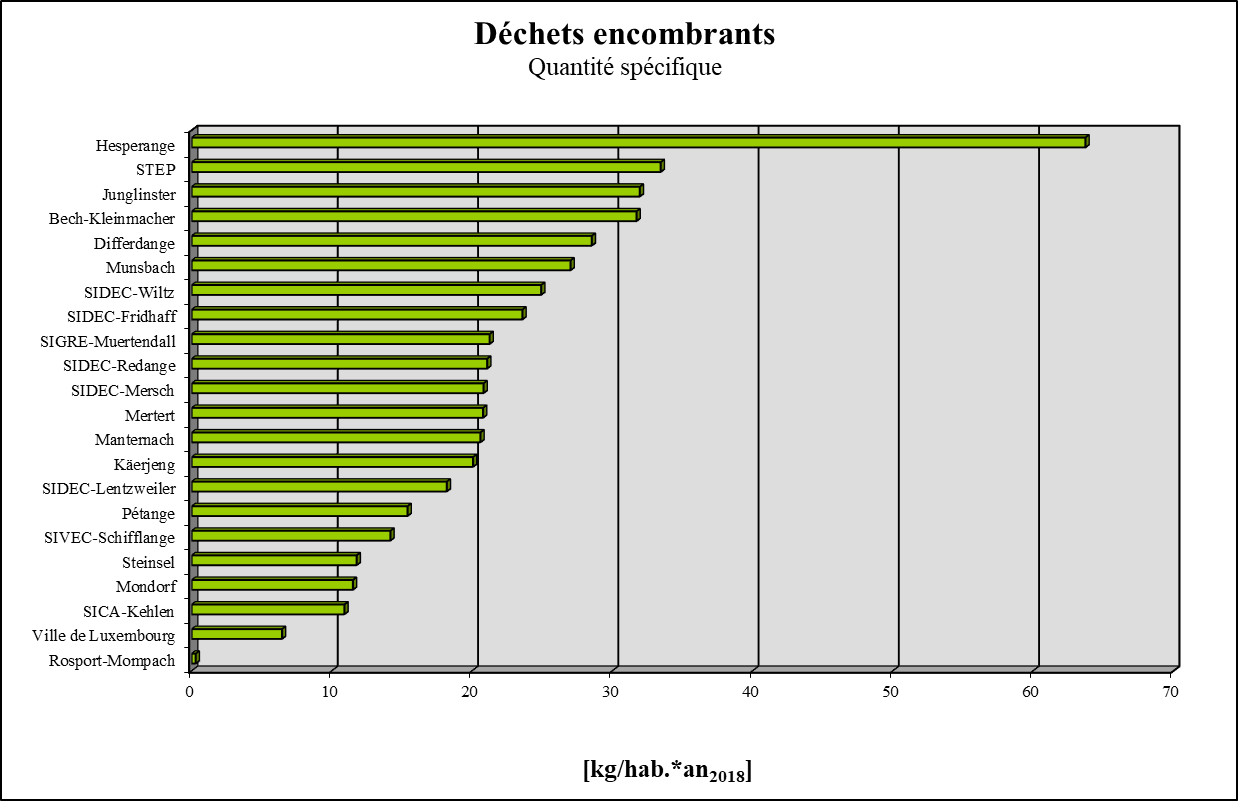 Déchets encombrants
Quantité spécifique
Hesperange
STEP
Junglinster
Bech-Kleinmacher
Differdange
Munsbach
SIDEC-Wiltz
SIDEC-Fridhaff
SIGRE-Muertendall
SIDEC-Redange
SIDEC-Mersch
Mertert
Manternach
Käerjeng
SIDEC-Lentzweiler
Pétange
SIVEC-Schifflange
Steinsel
Mondorf
SICA-Kehlen
Ville de Luxembourg
Rosport-Mompach
0 10 20 30 40 50 60 70
[kg/hab.*an2018]